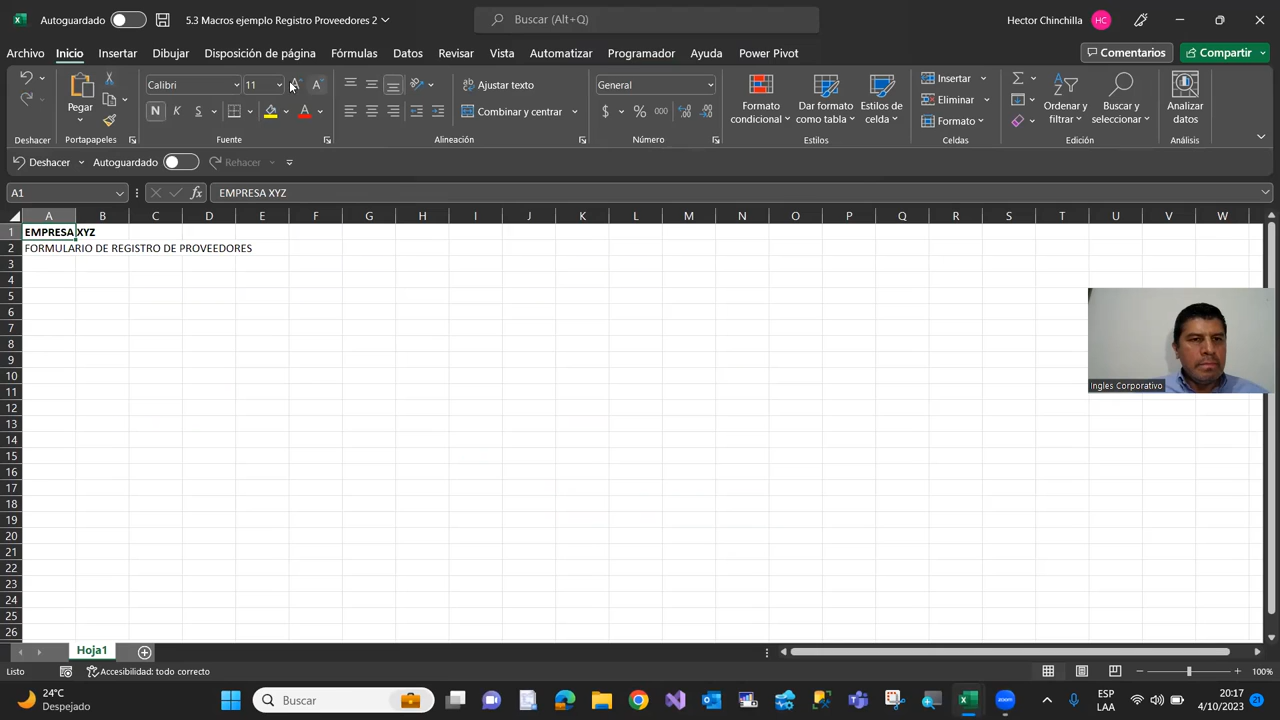 Autoguardado
5.3 Macros ejemplo Registro Proveedores 2
Buscar (Alt+Q)
Hector Chinchilla
HC
Archivo
Inicio
Insertar
Dibujar
Disposición de página
Fórmulas
Datos
Revisar
Vista
Automatizar
Programador
Ayuda
Power Pivot
Comentarios
Compartir
Pegar
Calibri
11
N K S
Ajustar texto
Combinar y centrar
General
$ % 000
Formato condicional
Dar formato como tabla
Estilos de celda
Insertar
Eliminar
Formato
Ordenar y filtrar
Buscar y seleccionar
Analizar datos
Deshacer
Portapapeles
Fuente
Alineación
Número
Estilos
Celdas
Edición
Análisis
Deshacer
Autoguardado
Rehacer
A1
fx
EMPRESA XYZ
A B C D E F G H I J K L M N O P Q R S T U V W
1 EMPRESA XYZ
2 FORMULARIO DE REGISTRO DE PROVEEDORES
3
4
5
6
7
8
9
10
11
12
13
14
15
16
17
18
19
20
21
22
23
24
25
26
Ingles Corporativo
Hoja1
Listo
Accesibilidad: todo correcto
100%
24°C
Despejado
Buscar
ESP
LAA
20:17
4/10/2023
21